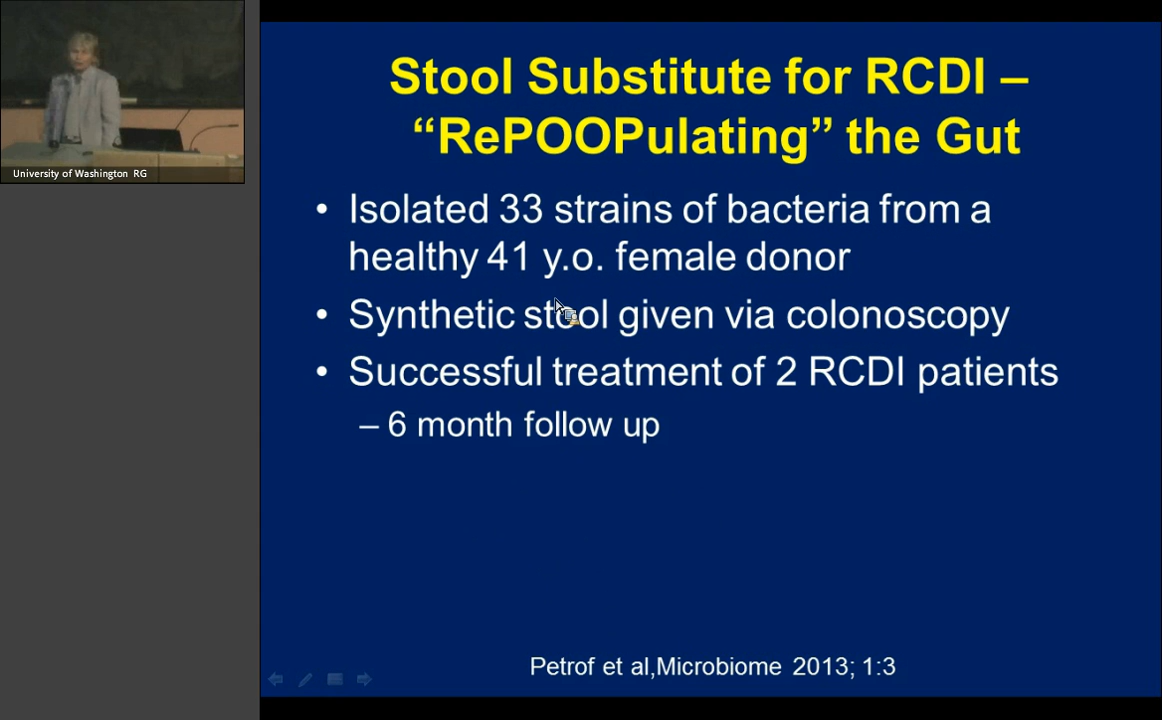 University of Washington RG
Stool Substitute for RCDI –
“RePOOPulating” the Gut
• Isolated 33 strains of bacteria from a
healthy 41 y.o. female donor
• Synthetic stool given via colonoscopy
• Successful treatment of 2 RCDI patients
– 6 month follow up
Petrof et al,Microbiome 2013; 1:3